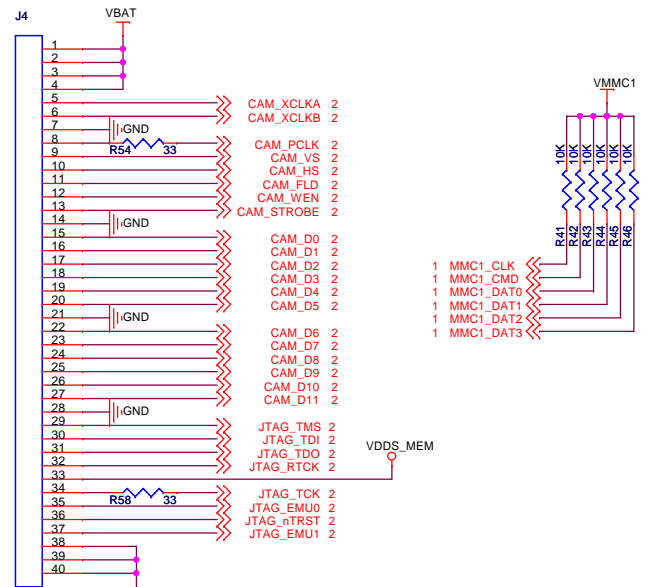 J4
VBAT
1
2
3
4
5 CAM_XCLKA 2
6 CAM_XCLKB 2
7 GND
8 R54 33 CAM_PCLK 2
9 CAM_VS 2
10 CAM_HS 2
11 CAM_FLD 2
12 CAM_WEN 2
13 CAM_STROBE 2
14 GND
15 CAM_D0 2
16 CAM_D1 2
17 CAM_D2 2
18 CAM_D3 2
19 CAM_D4 2
20 CAM_D5 2
21 GND
22 CAM_D6 2
23 CAM_D7 2
24 CAM_D8 2
25 CAM_D9 2
26 CAM_D10 2
27 CAM_D11 2
28 GND
29 JTAG_TMS 2
30 JTAG_TDI 2
31 JTAG_TDO 2
32 JTAG_RTCK 2
33 VDDS_MEM
34 R58 33 JTAG_TCK 2
35 JTAG_EMU0 2
36 JTAG_nTRST 2
37 JTAG_EMU1 2
38
39
40
VMMC1
10K 10K 10K 10K 10K 10K
R41 R42 R43 R44 R45 R46
1 MMC1_CLK
1 MMC1_CMD
1 MMC1_DAT0
1 MMC1_DAT1
1 MMC1_DAT2
1 MMC1_DAT3